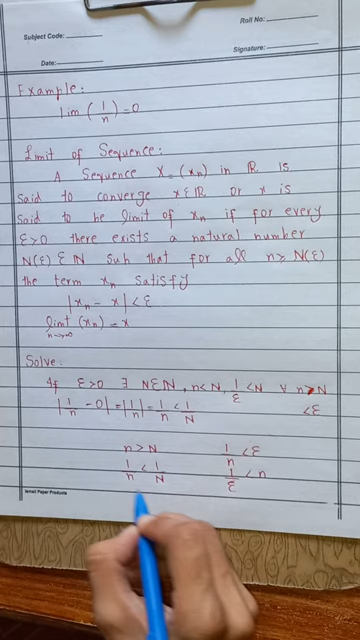 Roll No:
Subject Code:
Signature:
Date:
Example:
lim (1/n) = 0
Limit of Sequence:
A Sequence X = (xn) in R is
Said to converge x ∈ R or x is
Said to be limit of xn if for every
ε>0 there exists a natural number
N(ε) ∈ N Suh that for all n ≥ N(ε)
the term xn Satisfy
|xn - x| < ε
limit (xn) = x
n→∞
Solve:
If ε>0 ∃ N∈N, n<N, 1/ε < N ∀ n>N
|1/n - 0| = |1/n| = 1/n < 1/N < ε
n > N 1/n < ε
1/n < 1/N 1/ε < n
Ismail Paper Products